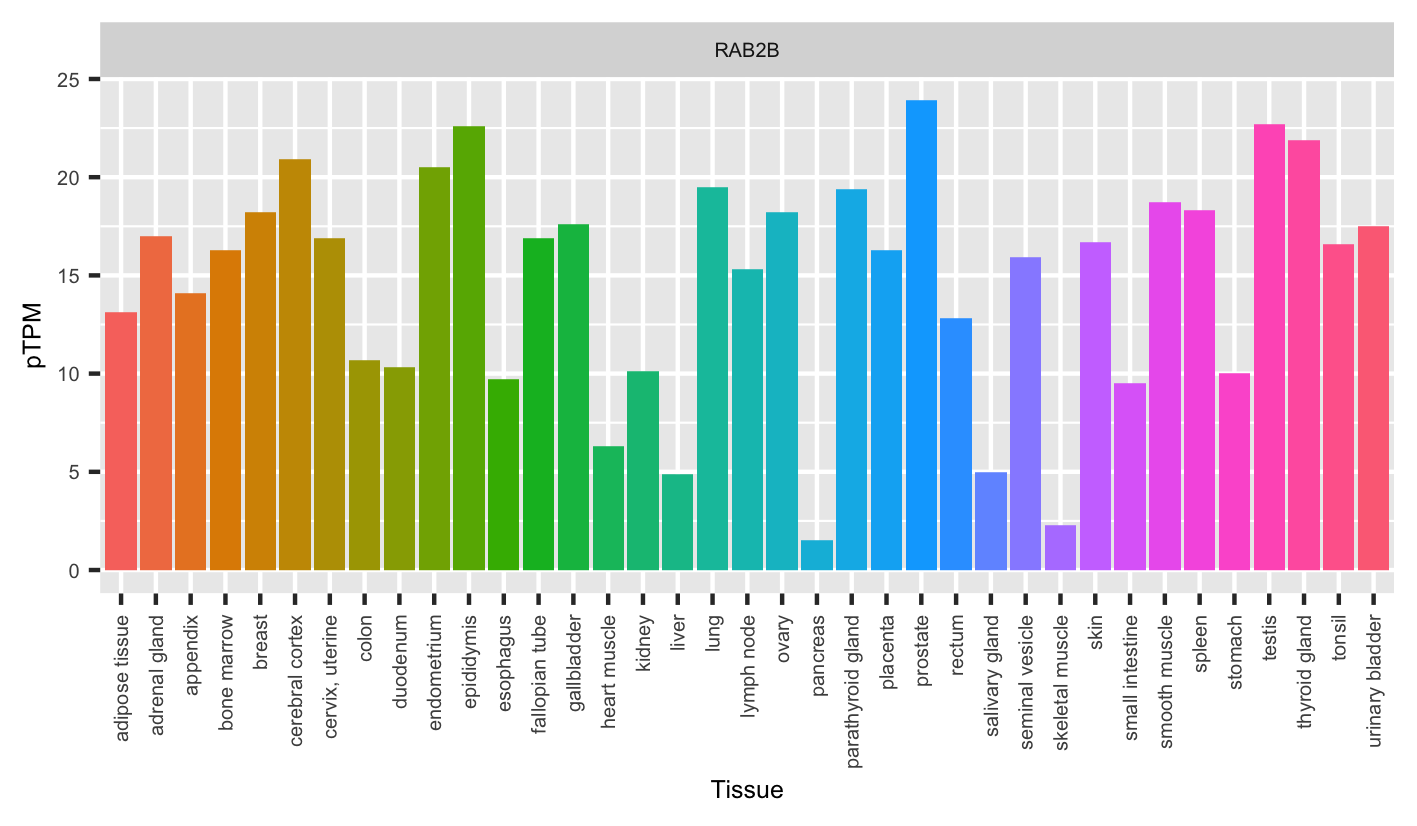 RAB2B
25
20
15
10
5
0
pTPM
adipose tissue
adrenal gland
appendix
bone marrow
breast
cerebral cortex
cervix, uterine
colon
duodenum
endometrium
epididymis
esophagus
fallopian tube
gallbladder
heart muscle
kidney
liver
lung
lymph node
ovary
pancreas
parathyroid gland
placenta
prostate
rectum
salivary gland
seminal vesicle
skeletal muscle
skin
small intestine
smooth muscle
spleen
stomach
testis
thyroid gland
tonsil
urinary bladder
Tissue